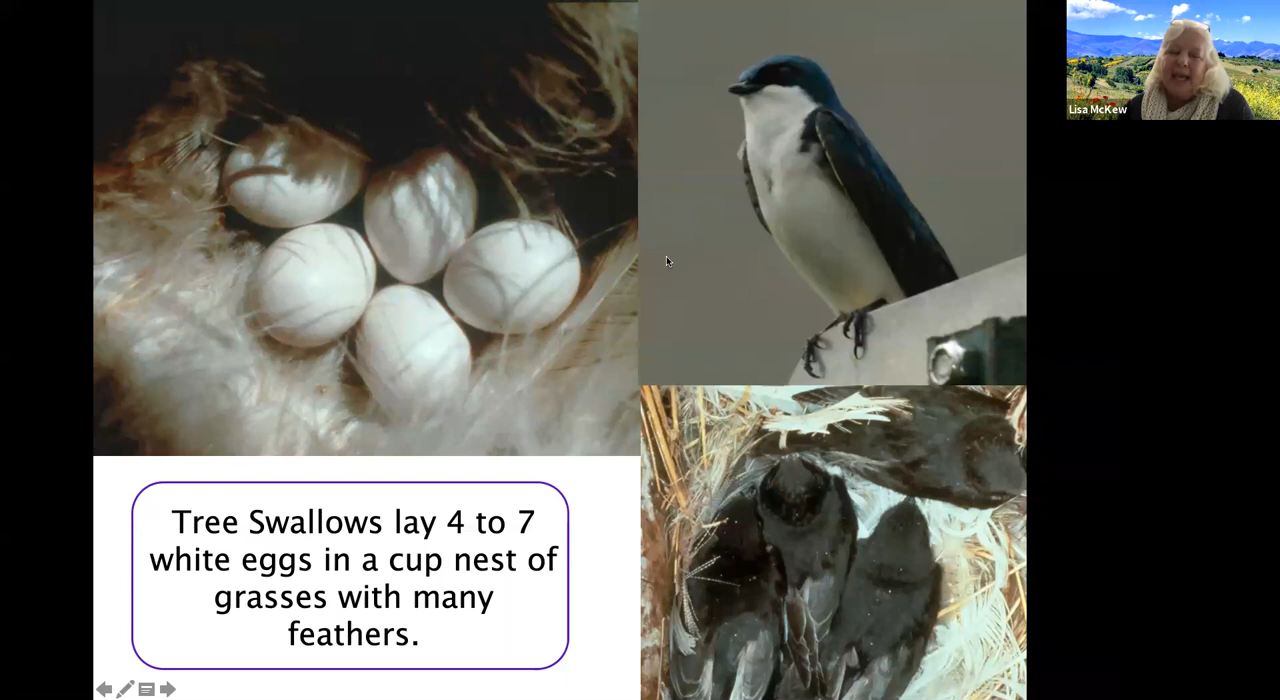 Lisa McKew
Tree Swallows lay 4 to 7
white eggs in a cup nest of
grasses with many
feathers.